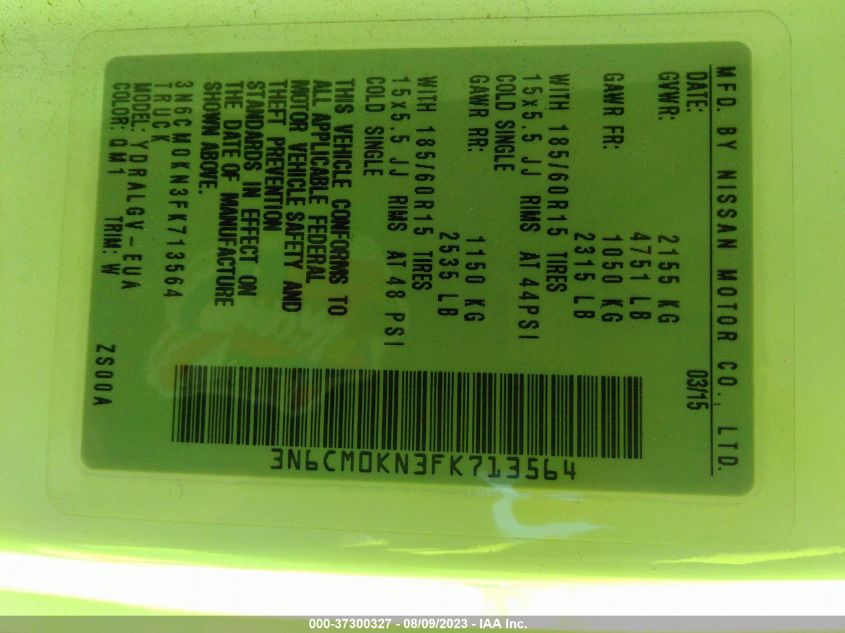 MFD. BY NISSAN MOTOR CO., LTD.
DATE: 03/15
GVWR: 2155 KG
4751 LB
GAWR FR: 1050 KG
2315 LB
WITH 185/60R15 TIRES
15x5.5 JJ RIMS AT 44PSI
COLD SINGLE
GAWR RR: 1150 KG
2535 LB
WITH 185/60R15 TIRES
15x5.5 JJ RIMS AT 48 PSI
COLD SINGLE
THIS VEHICLE CONFORMS TO
ALL APPLICABLE FEDERAL
MOTOR VEHICLE SAFETY AND
THEFT PREVENTION
STANDARDS IN EFFECT ON
THE DATE OF MANUFACTURE
SHOWN ABOVE.
3N6CM0KN3FK713564
TRUCK
MODEL: YDRALGV-EUA
COLOR: QM1 TRIM: W ZS00A
3N6CM0KN3FK713564
000-37300327 - 08/09/2023 - IAA Inc.